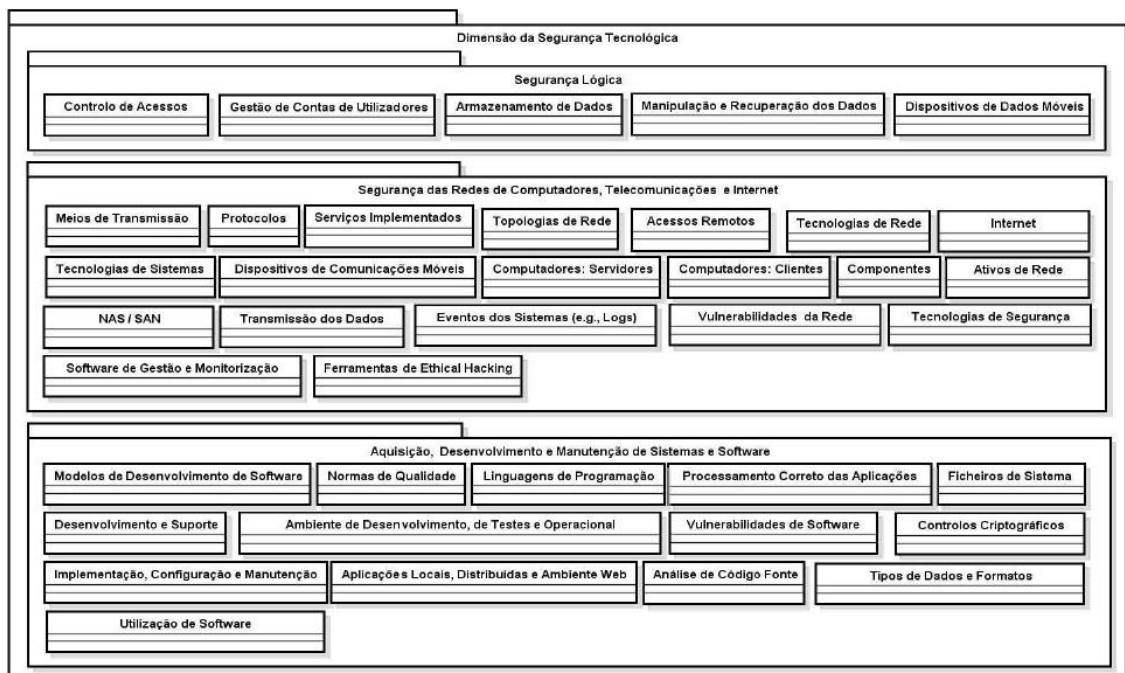 Dimensão da Segurança Tecnológica
Segurança Lógica
Controlo de Acessos
Gestão de Contas de Utilizadores
Armazenamento de Dados
Manipulação e Recuperação dos Dados
Dispositivos de Dados Móveis
Segurança das Redes de Computadores, Telecomunicações e Internet
Meios de Transmissão
Protocolos
Serviços Implementados
Topologias de Rede
Acessos Remotos
Tecnologias de Rede
Internet
Tecnologias de Sistemas
Dispositivos de Comunicações Móveis
Computadores: Servidores
Computadores: Clientes
Componentes
Ativos de Rede
NAS / SAN
Transmissão dos Dados
Eventos dos Sistemas (e.g., Logs)
Vulnerabilidades da Rede
Tecnologias de Segurança
Software de Gestão e Monitorização
Ferramentas de Ethical Hacking
Aquisição, Desenvolvimento e Manutenção de Sistemas e Software
Modelos de Desenvolvimento de Software
Normas de Qualidade
Linguagens de Programação
Processamento Correto das Aplicações
Ficheiros de Sistema
Desenvolvimento e Suporte
Ambiente de Desenvolvimento, de Testes e Operacional
Vulnerabilidades de Software
Controlos Criptográficos
Implementação, Configuração e Manutenção
Aplicações Locais, Distribuídas e Ambiente Web
Análise de Código Fonte
Tipos de Dados e Formatos
Utilização de Software